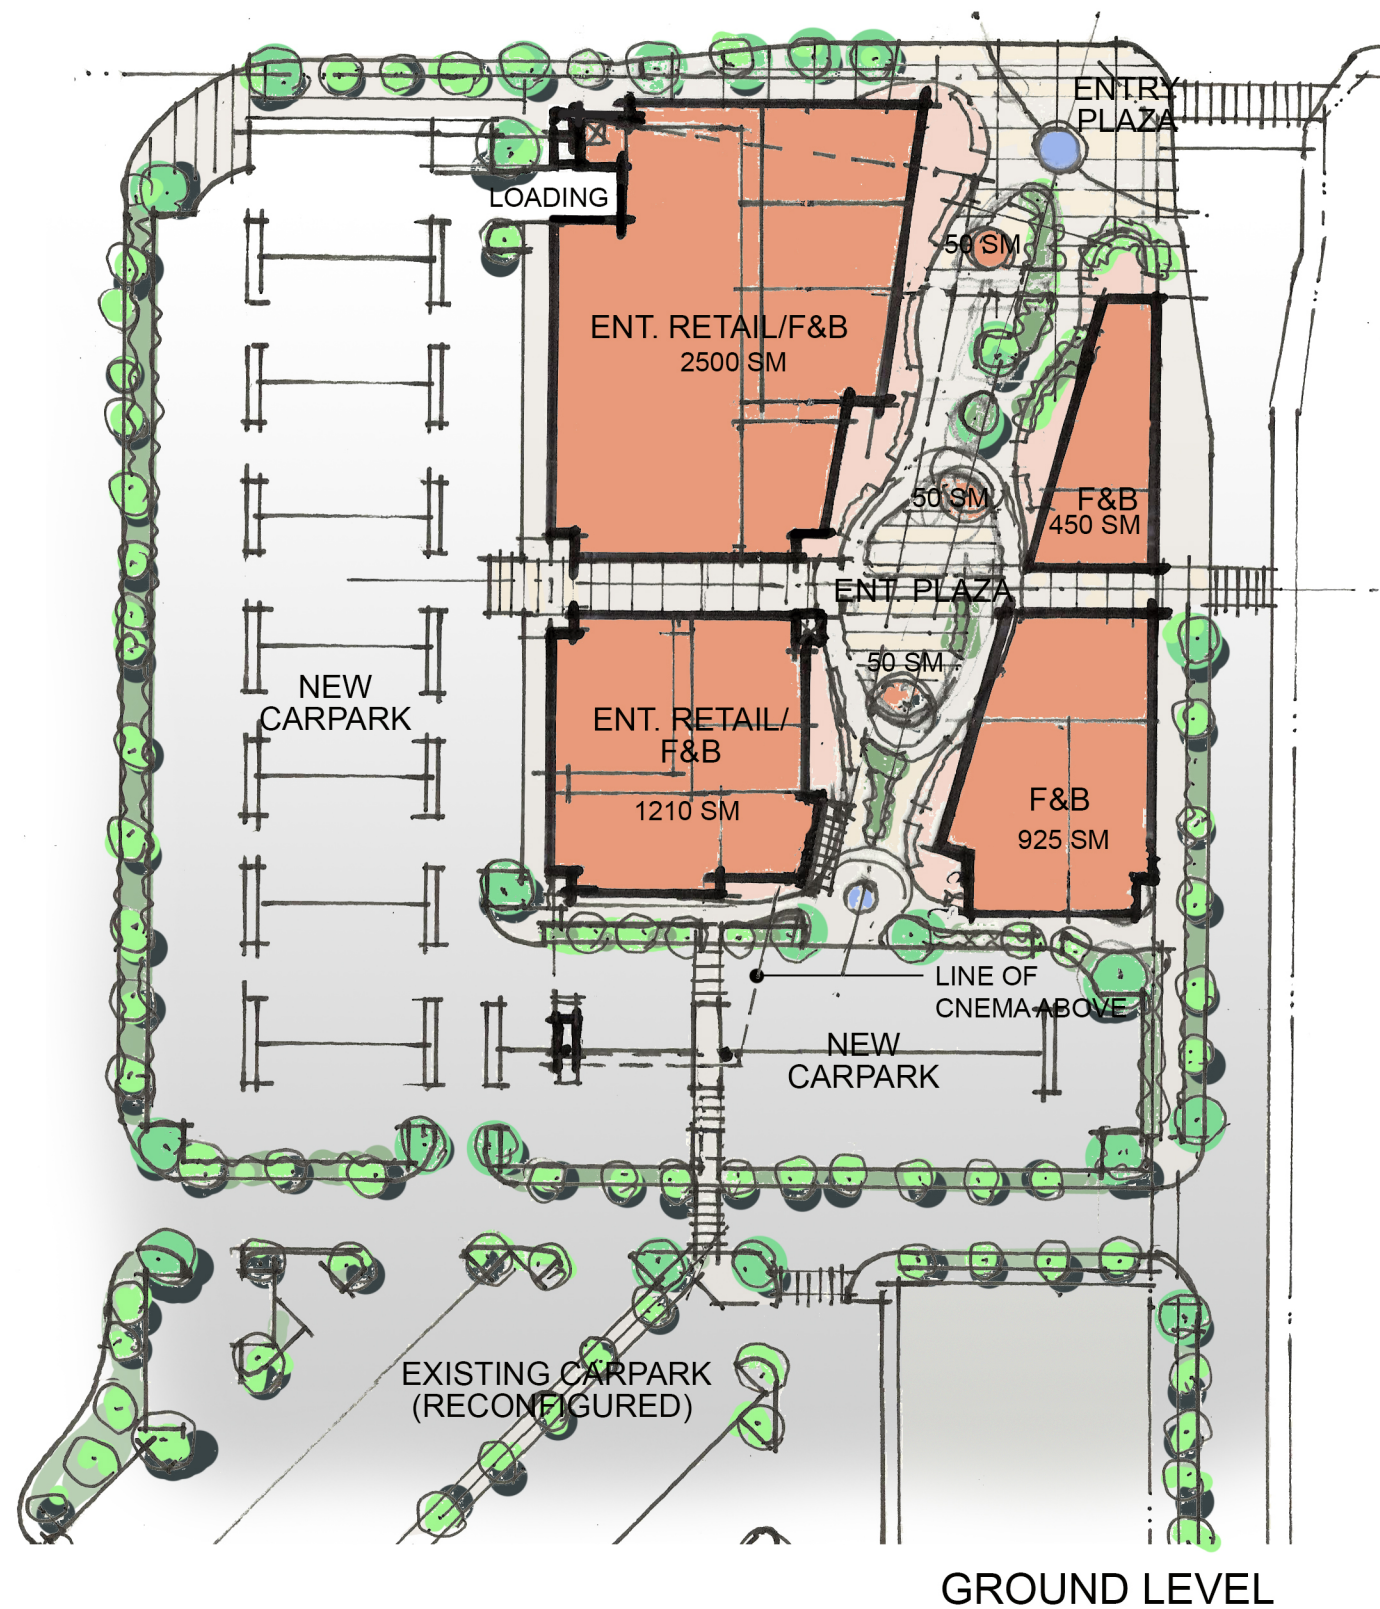 ENTRY
PLAZA
LOADING
50 SM
ENT. RETAIL/F&B
2500 SM
50 SM
F&B
450 SM
ENT. PLAZA
50 SM
NEW
CARPARK
ENT. RETAIL/
F&B
1210 SM
F&B
925 SM
LINE OF
CNEMA ABOVE
NEW
CARPARK
EXISTING CARPARK
(RECONFIGURED)
GROUND LEVEL